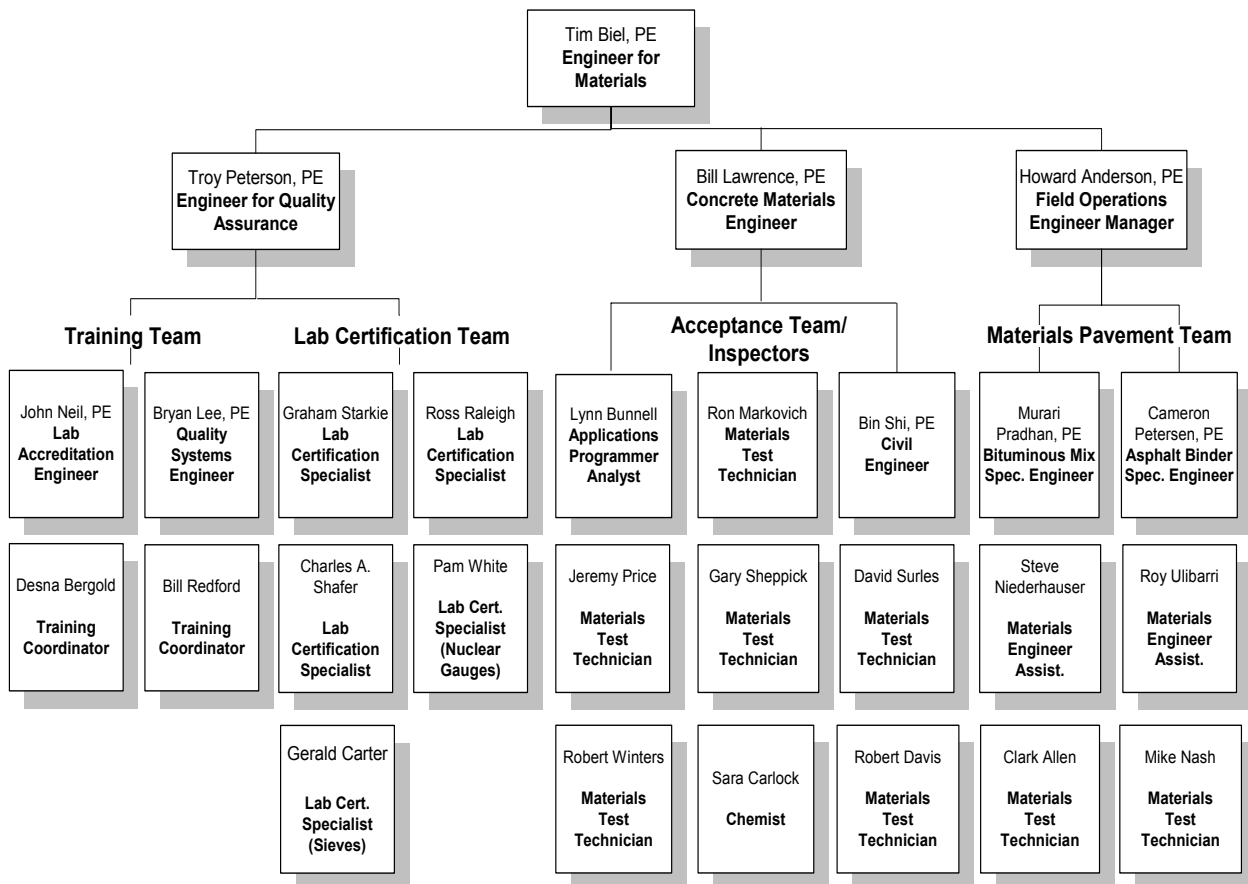 Tim Biel, PE
Engineer for
Materials
Troy Peterson, PE
Engineer for Quality
Assurance
Bill Lawrence, PE
Concrete Materials
Engineer
Howard Anderson, PE
Field Operations
Engineer Manager
Training Team
Lab Certification Team
Acceptance Team/
Inspectors
Materials Pavement Team
John Neil, PE
Lab
Accreditation
Engineer
Bryan Lee, PE
Quality
Systems
Engineer
Graham Starkie
Lab
Certification
Specialist
Ross Raleigh
Lab
Certification
Specialist
Lynn Bunnell
Applications
Programmer
Analyst
Ron Markovich
Materials
Test
Technician
Bin Shi, PE
Civil
Engineer
Murari
Pradhan, PE
Bituminous Mix
Spec. Engineer
Cameron
Petersen, PE
Asphalt Binder
Spec. Engineer
Desna Bergold
Training
Coordinator
Bill Redford
Training
Coordinator
Charles A.
Shafer
Lab
Certification
Specialist
Pam White
Lab Cert.
Specialist
(Nuclear
Gauges)
Jeremy Price
Materials
Test
Technician
Gary Sheppick
Materials
Test
Technician
David Surles
Materials
Test
Technician
Steve
Niederhauser
Materials
Engineer
Assist.
Roy Ulibarri
Materials
Engineer
Assist.
Gerald Carter
Lab Cert.
Specialist
(Sieves)
Robert Winters
Materials
Test
Technician
Sara Carlock
Chemist
Robert Davis
Materials
Test
Technician
Clark Allen
Materials
Test
Technician
Mike Nash
Materials
Test
Technician